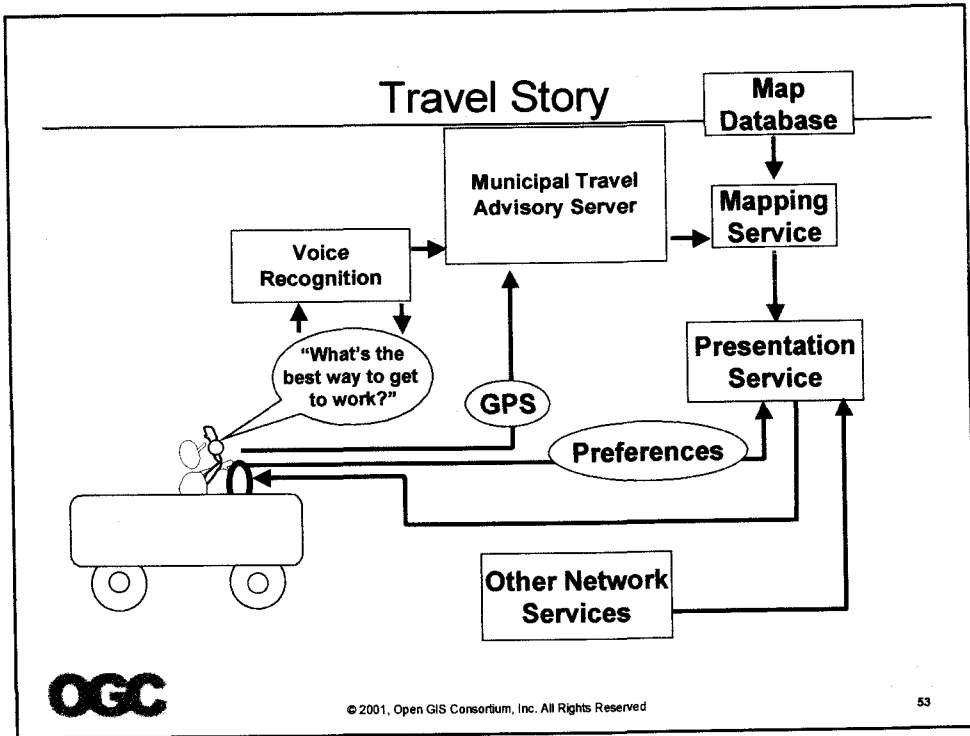 Travel Story
Map
Database
Municipal Travel
Advisory Server
Mapping
Service
Voice
Recognition
"What's the
best way to get
to work?"
GPS
Presentation
Service
Preferences
Other Network
Services
OGC
© 2001, Open GIS Consortium, Inc. All Rights Reserved
53